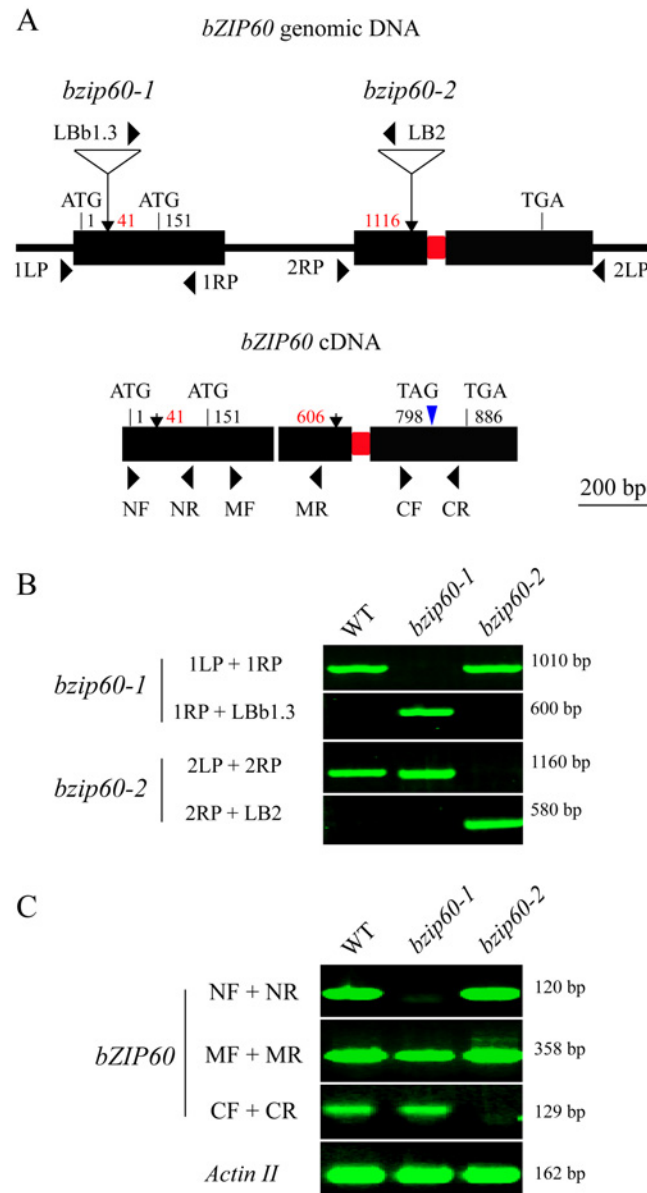 A
bZIP60 genomic DNA
bzip60-1 bzip60-2
LBb1.3 LB2
ATG ATG TGA
1 41 151 1116
1LP 1RP 2RP 2LP
bZIP60 cDNA
ATG ATG TAG TGA
1 41 151 606 798 886
NF NR MF MR CF CR
200 bp
B
WT bzip60-1 bzip60-2
bzip60-1
1LP + 1RP 1010 bp
1RP + LBb1.3 600 bp
bzip60-2
2LP + 2RP 1160 bp
2RP + LB2 580 bp
C
WT bzip60-1 bzip60-2
bZIP60
NF + NR 120 bp
MF + MR 358 bp
CF + CR 129 bp
Actin II 162 bp